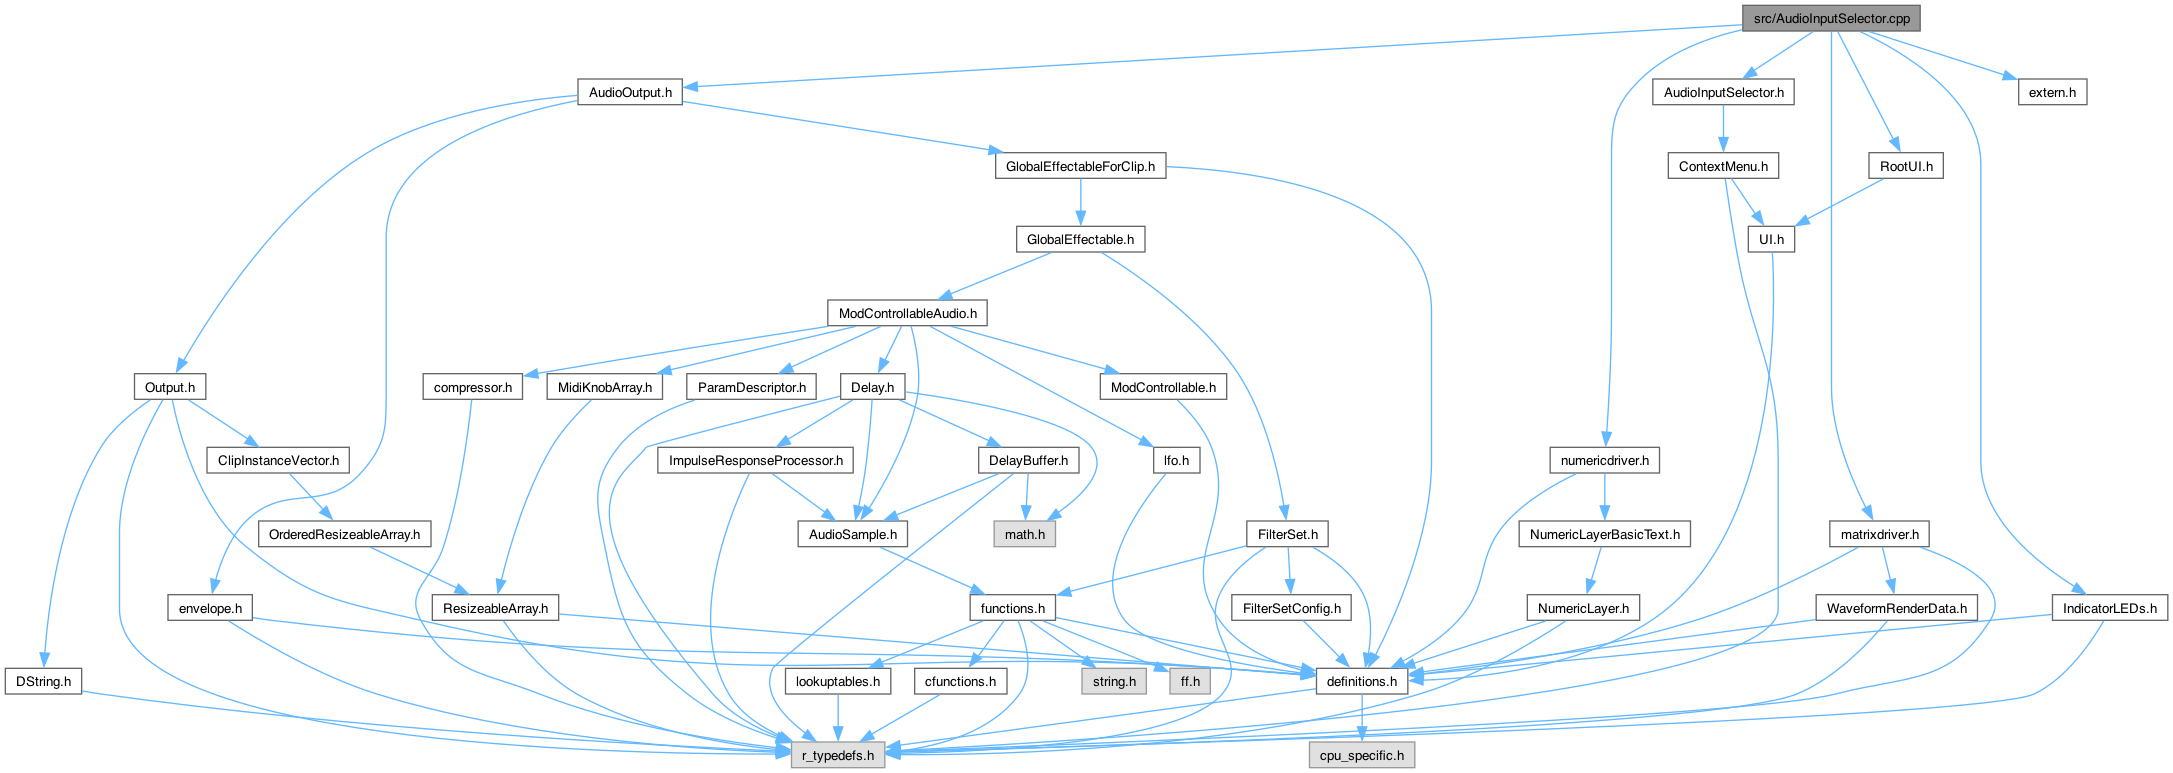 src/AudioInputSelector.cpp
AudioOutput.h
AudioInputSelector.h
extern.h
GlobalEffectableForClip.h
ContextMenu.h
RootUI.h
GlobalEffectable.h
UI.h
ModControllableAudio.h
Output.h
compressor.h
MidiKnobArray.h
ParamDescriptor.h
Delay.h
ModControllable.h
ClipInstanceVector.h
ImpulseResponseProcessor.h
DelayBuffer.h
lfo.h
numericdriver.h
OrderedResizeableArray.h
AudioSample.h
math.h
FilterSet.h
NumericLayerBasicText.h
matrixdriver.h
envelope.h
ResizeableArray.h
functions.h
FilterSetConfig.h
NumericLayer.h
WaveformRenderData.h
IndicatorLEDs.h
DString.h
lookuptables.h
cfunctions.h
string.h
ff.h
definitions.h
r_typedefs.h
cpu_specific.h